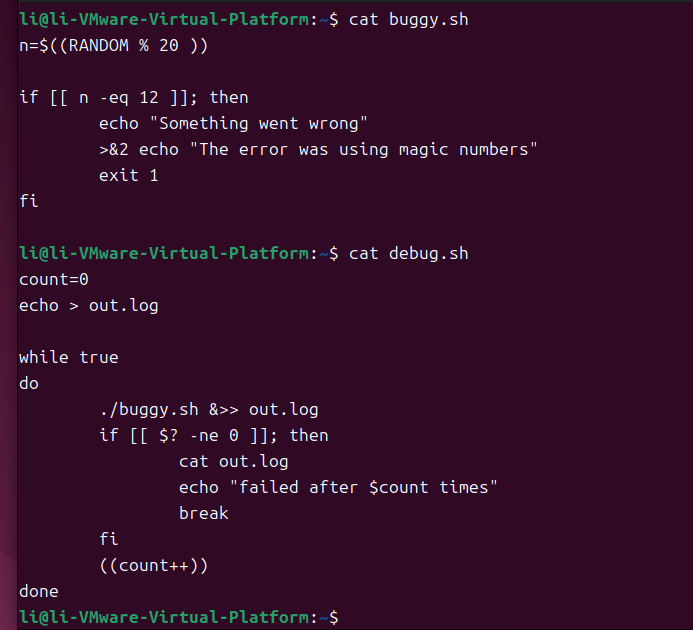 li@li-VMware-Virtual-Platform:~$ cat buggy.sh
n=$((RANDOM % 20 ))
if [[ n -eq 12 ]]; then
        echo "Something went wrong"
        >&2 echo "The error was using magic numbers"
        exit 1
fi
li@li-VMware-Virtual-Platform:~$ cat debug.sh
count=0
echo > out.log
while true
do
        ./buggy.sh &>> out.log
        if [[ $? -ne 0 ]]; then
                cat out.log
                echo "failed after $count times"
                break
        fi
        ((count++))
done
li@li-VMware-Virtual-Platform:~$